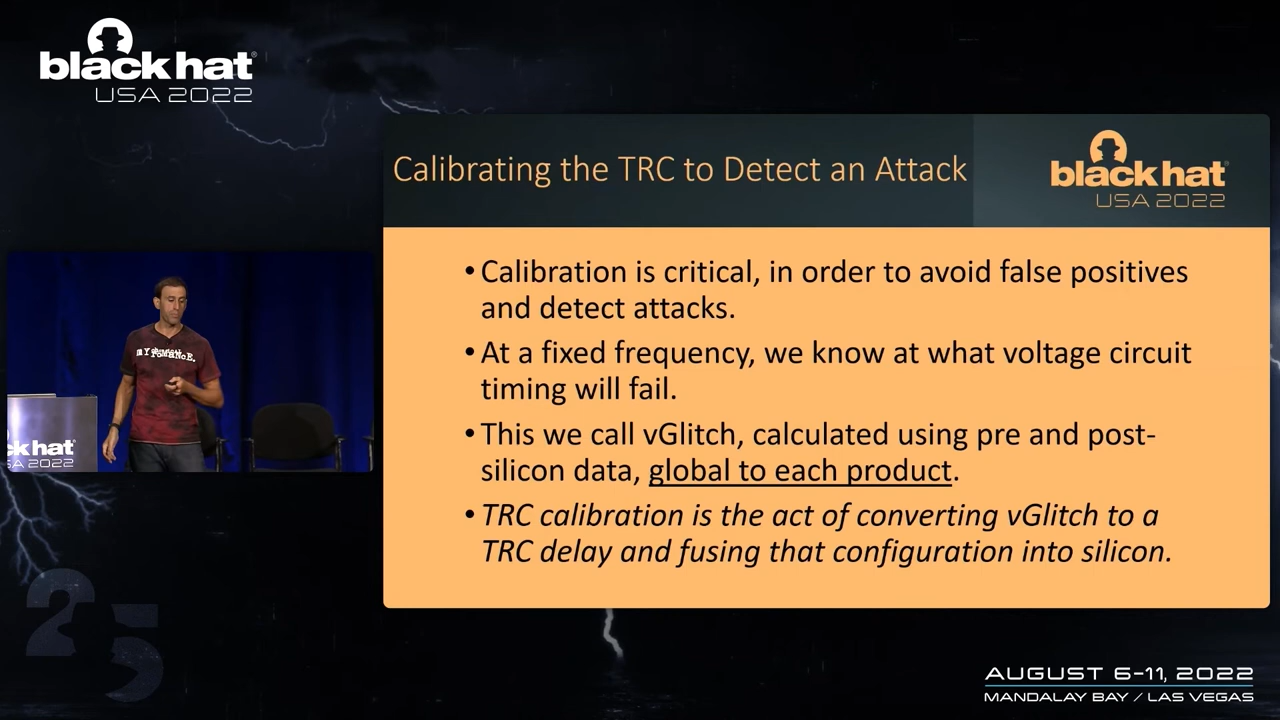 black hat®
USA 2022
Calibrating the TRC to Detect an Attack
black hat®
USA 2022
•Calibration is critical, in order to avoid false positives
and detect attacks.
•At a fixed frequency, we know at what voltage circuit
timing will fail.
•This we call vGlitch, calculated using pre and post-
silicon data, global to each product.
•TRC calibration is the act of converting vGlitch to a
TRC delay and fusing that configuration into silicon.
ck hat
SA 2022
25
AUGUST 6-11, 2022
MANDALAY BAY / LAS VEGAS